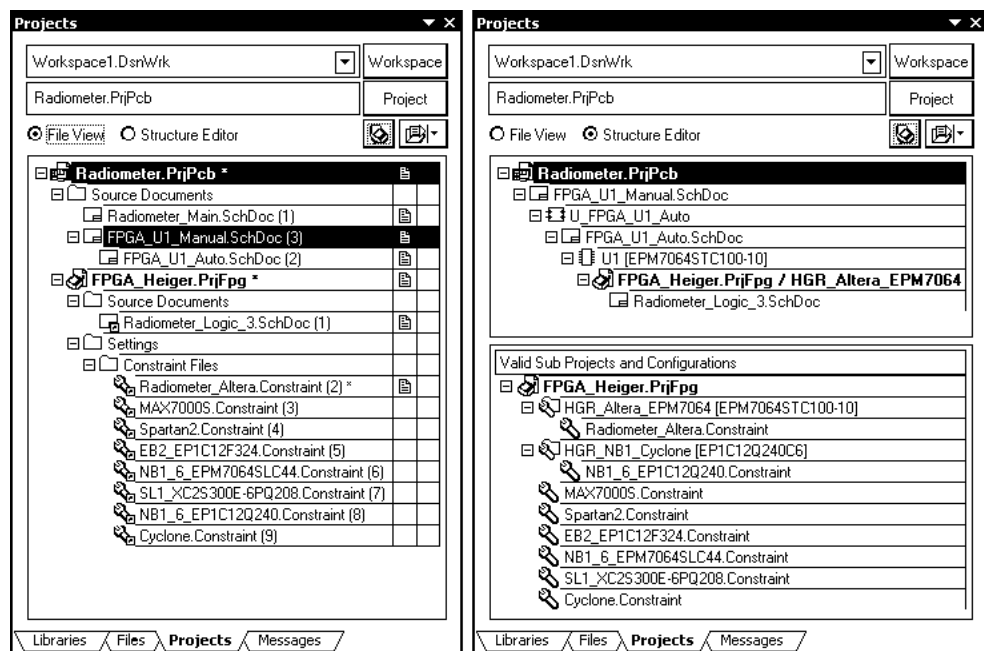 Projects
Workspace1.DsnWrk
Workspace
Radiometer.PrjPcb
Project
File View
Structure Editor
Radiometer.PrjPcb *
Source Documents
Radiometer_Main.SchDoc (1)
FPGA_U1_Manual.SchDoc (3)
FPGA_U1_Auto.SchDoc (2)
FPGA_Heiger.PrjFpg *
Source Documents
Radiometer_Logic_3.SchDoc (1)
Settings
Constraint Files
Radiometer_Altera.Constraint (2) *
MAX7000S.Constraint (3)
Spartan2.Constraint (4)
EB2_EP1C12F324.Constraint (5)
NB1_6_EPM7064SLC44.Constraint (6)
SL1_XC2S300E-6PQ208.Constraint (7)
NB1_6_EP1C12Q240.Constraint (8)
Cyclone.Constraint (9)
Libraries
Files
Projects
Messages
Projects
Workspace1.DsnWrk
Workspace
Radiometer.PrjPcb
Project
File View
Structure Editor
Radiometer.PrjPcb
FPGA_U1_Manual.SchDoc
U_FPGA_U1_Auto
FPGA_U1_Auto.SchDoc
U1 [EPM7064STC100-10]
FPGA_Heiger.PrjFpg / HGR_Altera_EPM7064
Radiometer_Logic_3.SchDoc
Valid Sub Projects and Configurations
FPGA_Heiger.PrjFpg
HGR_Altera_EPM7064 [EPM7064STC100-10]
Radiometer_Altera.Constraint
HGR_NB1_Cyclone [EP1C12Q240C6]
NB1_6_EP1C12Q240.Constraint
MAX7000S.Constraint
Spartan2.Constraint
EB2_EP1C12F324.Constraint
NB1_6_EPM7064SLC44.Constraint
SL1_XC2S300E-6PQ208.Constraint
Cyclone.Constraint
Libraries
Files
Projects
Messages